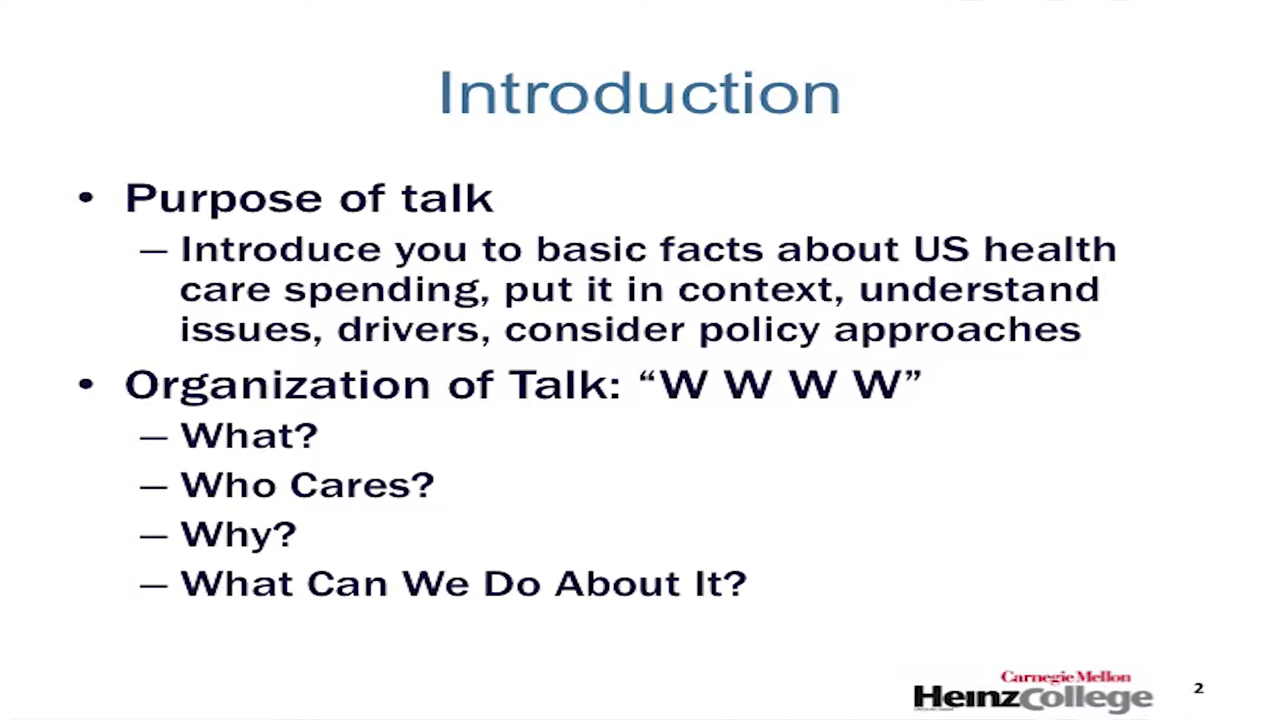 Introduction
• Purpose of talk
— Introduce you to basic facts about US health
care spending, put it in context, understand
issues, drivers, consider policy approaches
• Organization of Talk: “W W W W”
— What?
— Who Cares?
— Why?
— What Can We Do About It?
Carnegie Mellon
HeinzCollege
2